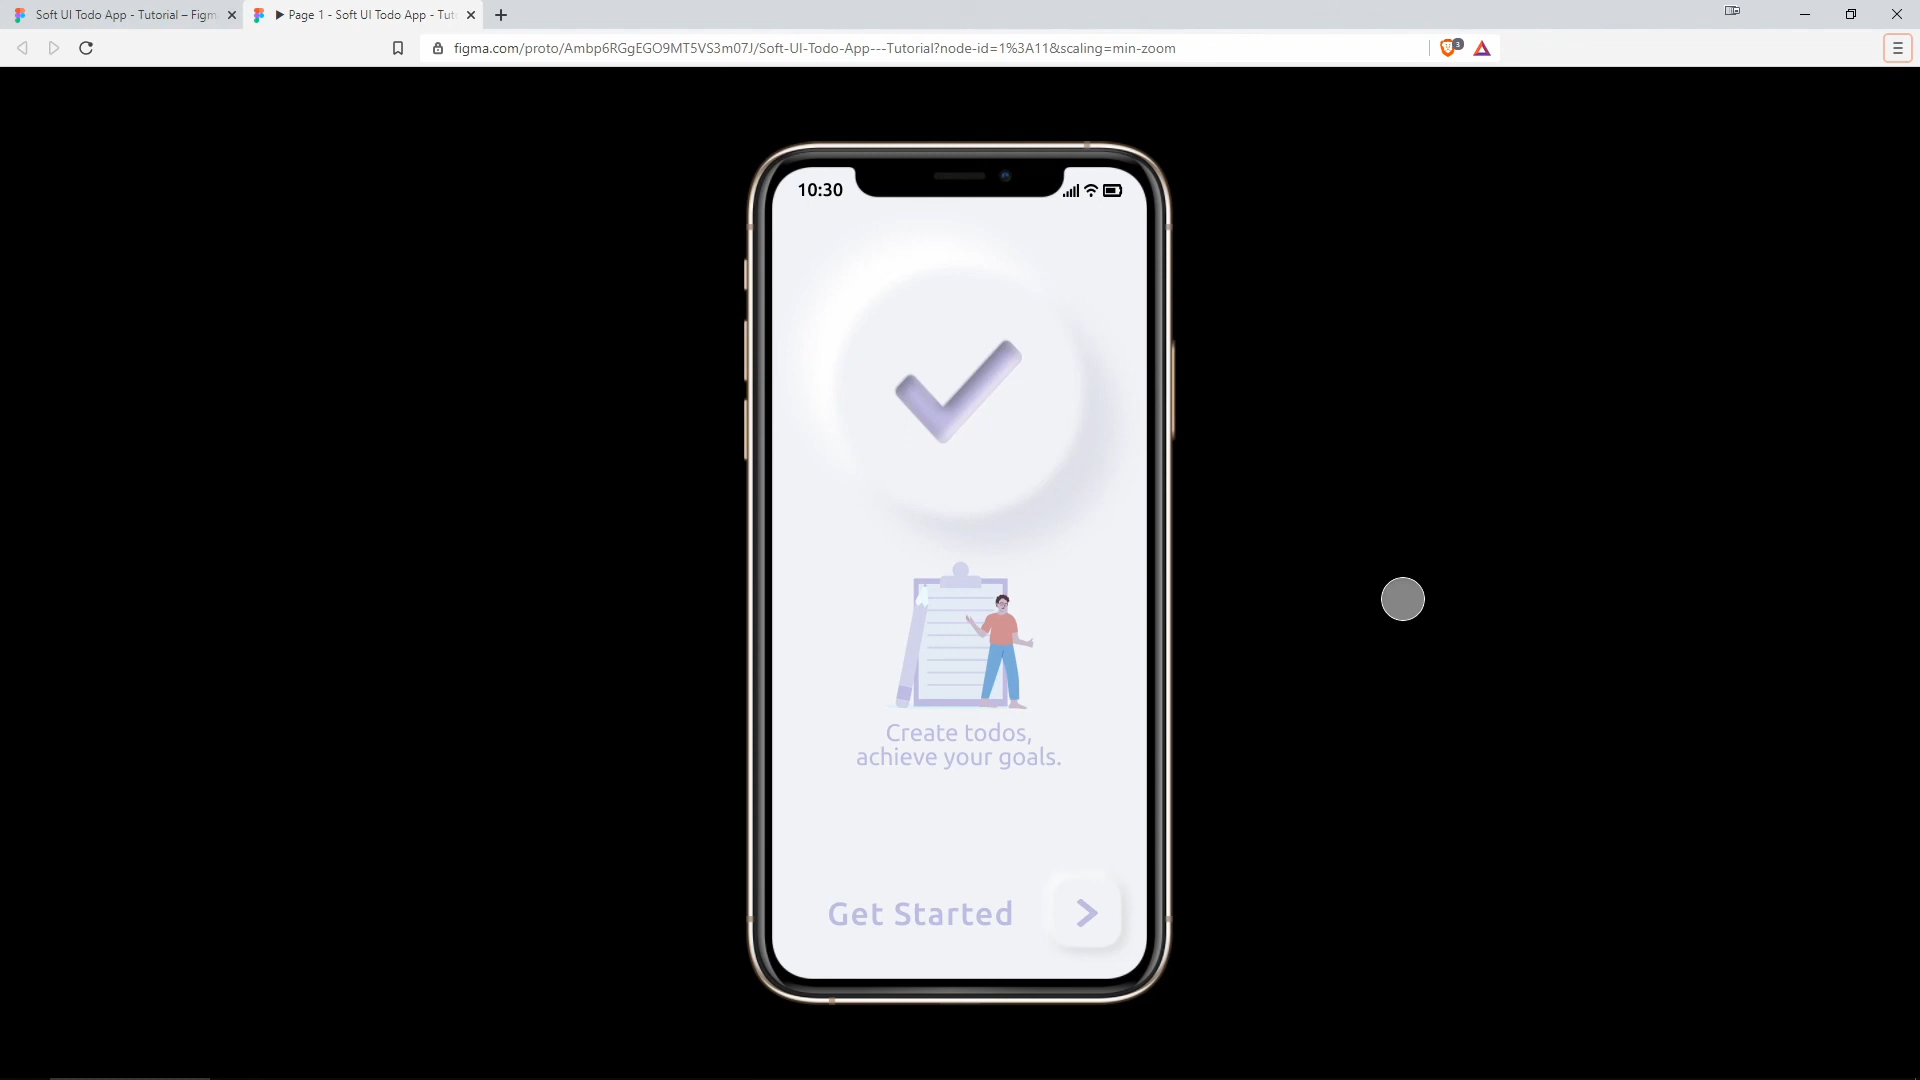 Soft UI Todo App - Tutorial – Figm
Page 1 - Soft UI Todo App - Tut
figma.com/proto/Ambp6RGgEGO9MT5VS3m07J/Soft-UI-Todo-App---Tutorial?node-id=1%3A11&scaling=min-zoom
3
10:30
Create todos,
achieve your goals.
Get Started